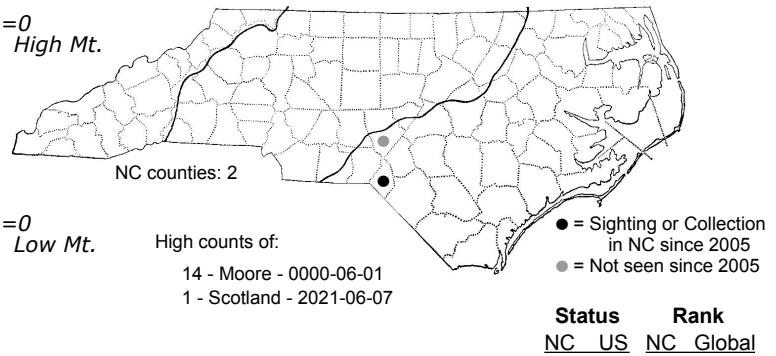 =0
High Mt.
NC counties: 2
=0
Low Mt.
High counts of:
14 - Moore - 0000-06-01
1 - Scotland - 2021-06-07
= Sighting or Collection
in NC since 2005
= Not seen since 2005
Status Rank
NC US NC Global